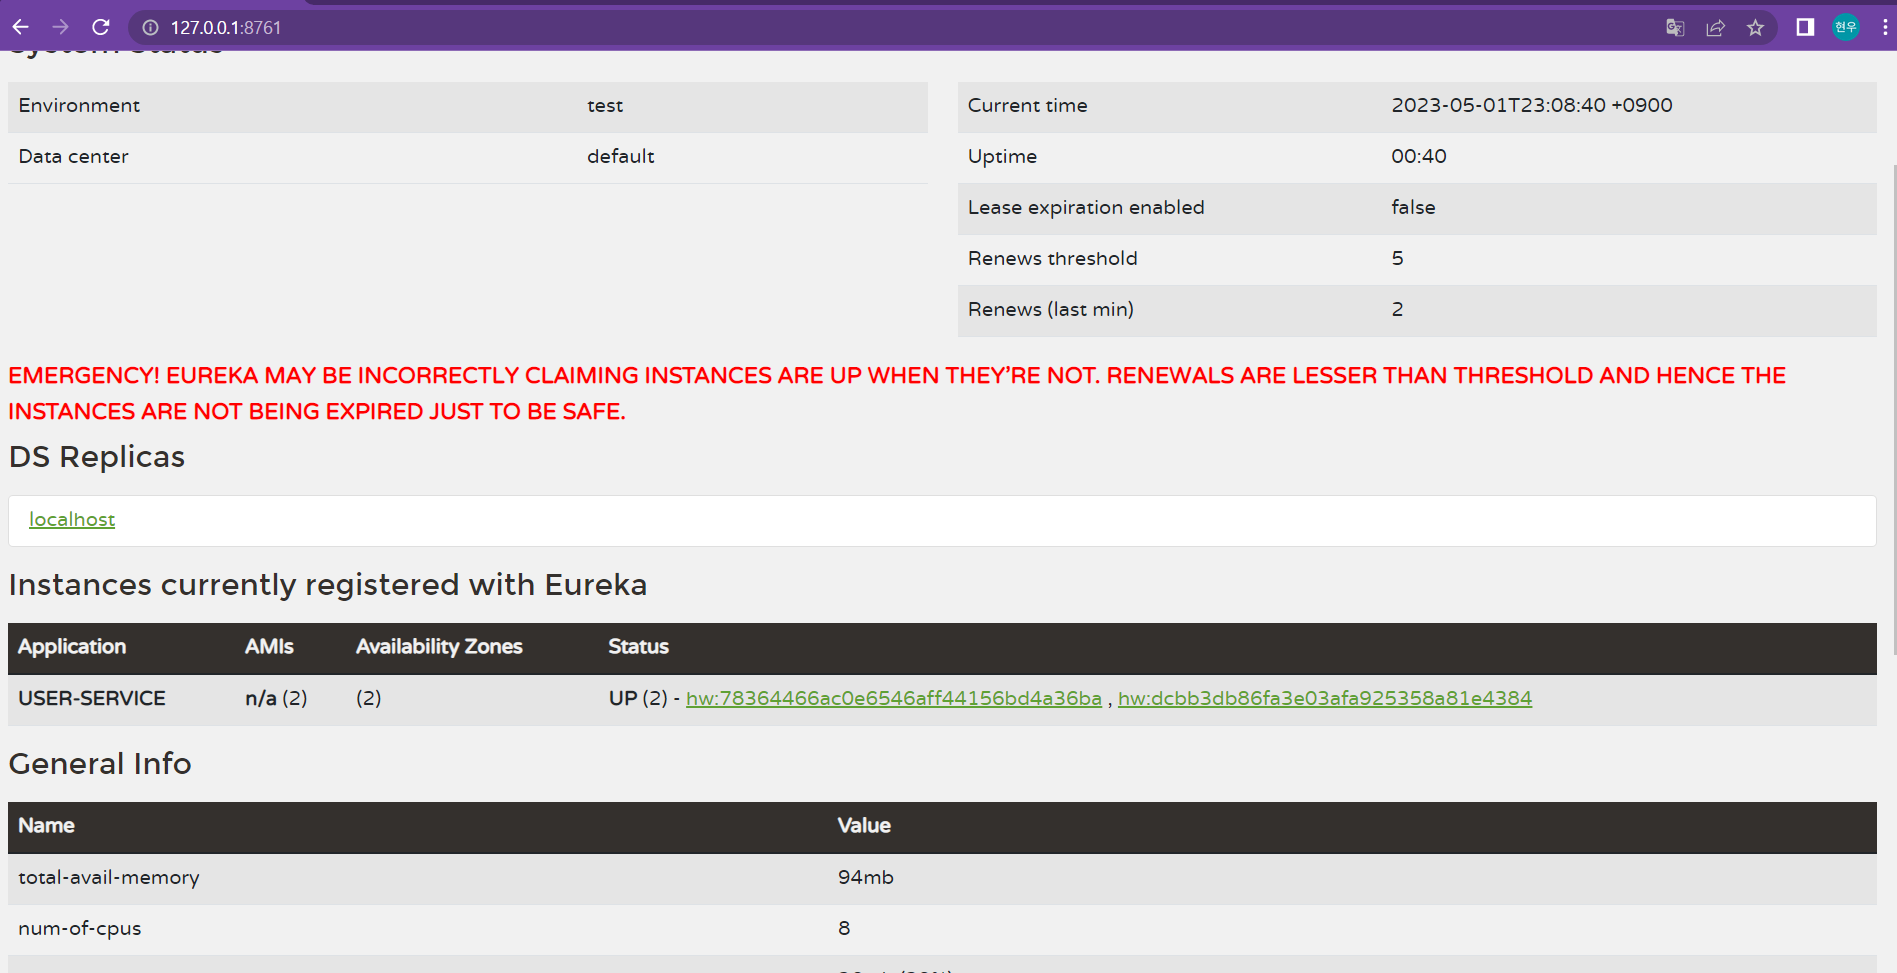 127.0.0.1:8761
현우
System Status
Environment test
Data center default
Current time 2023-05-01T23:08:40 +0900
Uptime 00:40
Lease expiration enabled false
Renews threshold 5
Renews (last min) 2
EMERGENCY! EUREKA MAY BE INCORRECTLY CLAIMING INSTANCES ARE UP WHEN THEY'RE NOT. RENEWALS ARE LESSER THAN THRESHOLD AND HENCE THE
INSTANCES ARE NOT BEING EXPIRED JUST TO BE SAFE.
DS Replicas
localhost
Instances currently registered with Eureka
Application AMIs Availability Zones Status
USER-SERVICE n/a (2) (2) UP (2) - hw:78364466ac0e6546aff44156bd4a36ba , hw:dcbb3db86fa3e03afa925358a81e4384
General Info
Name Value
total-avail-memory 94mb
num-of-cpus 8